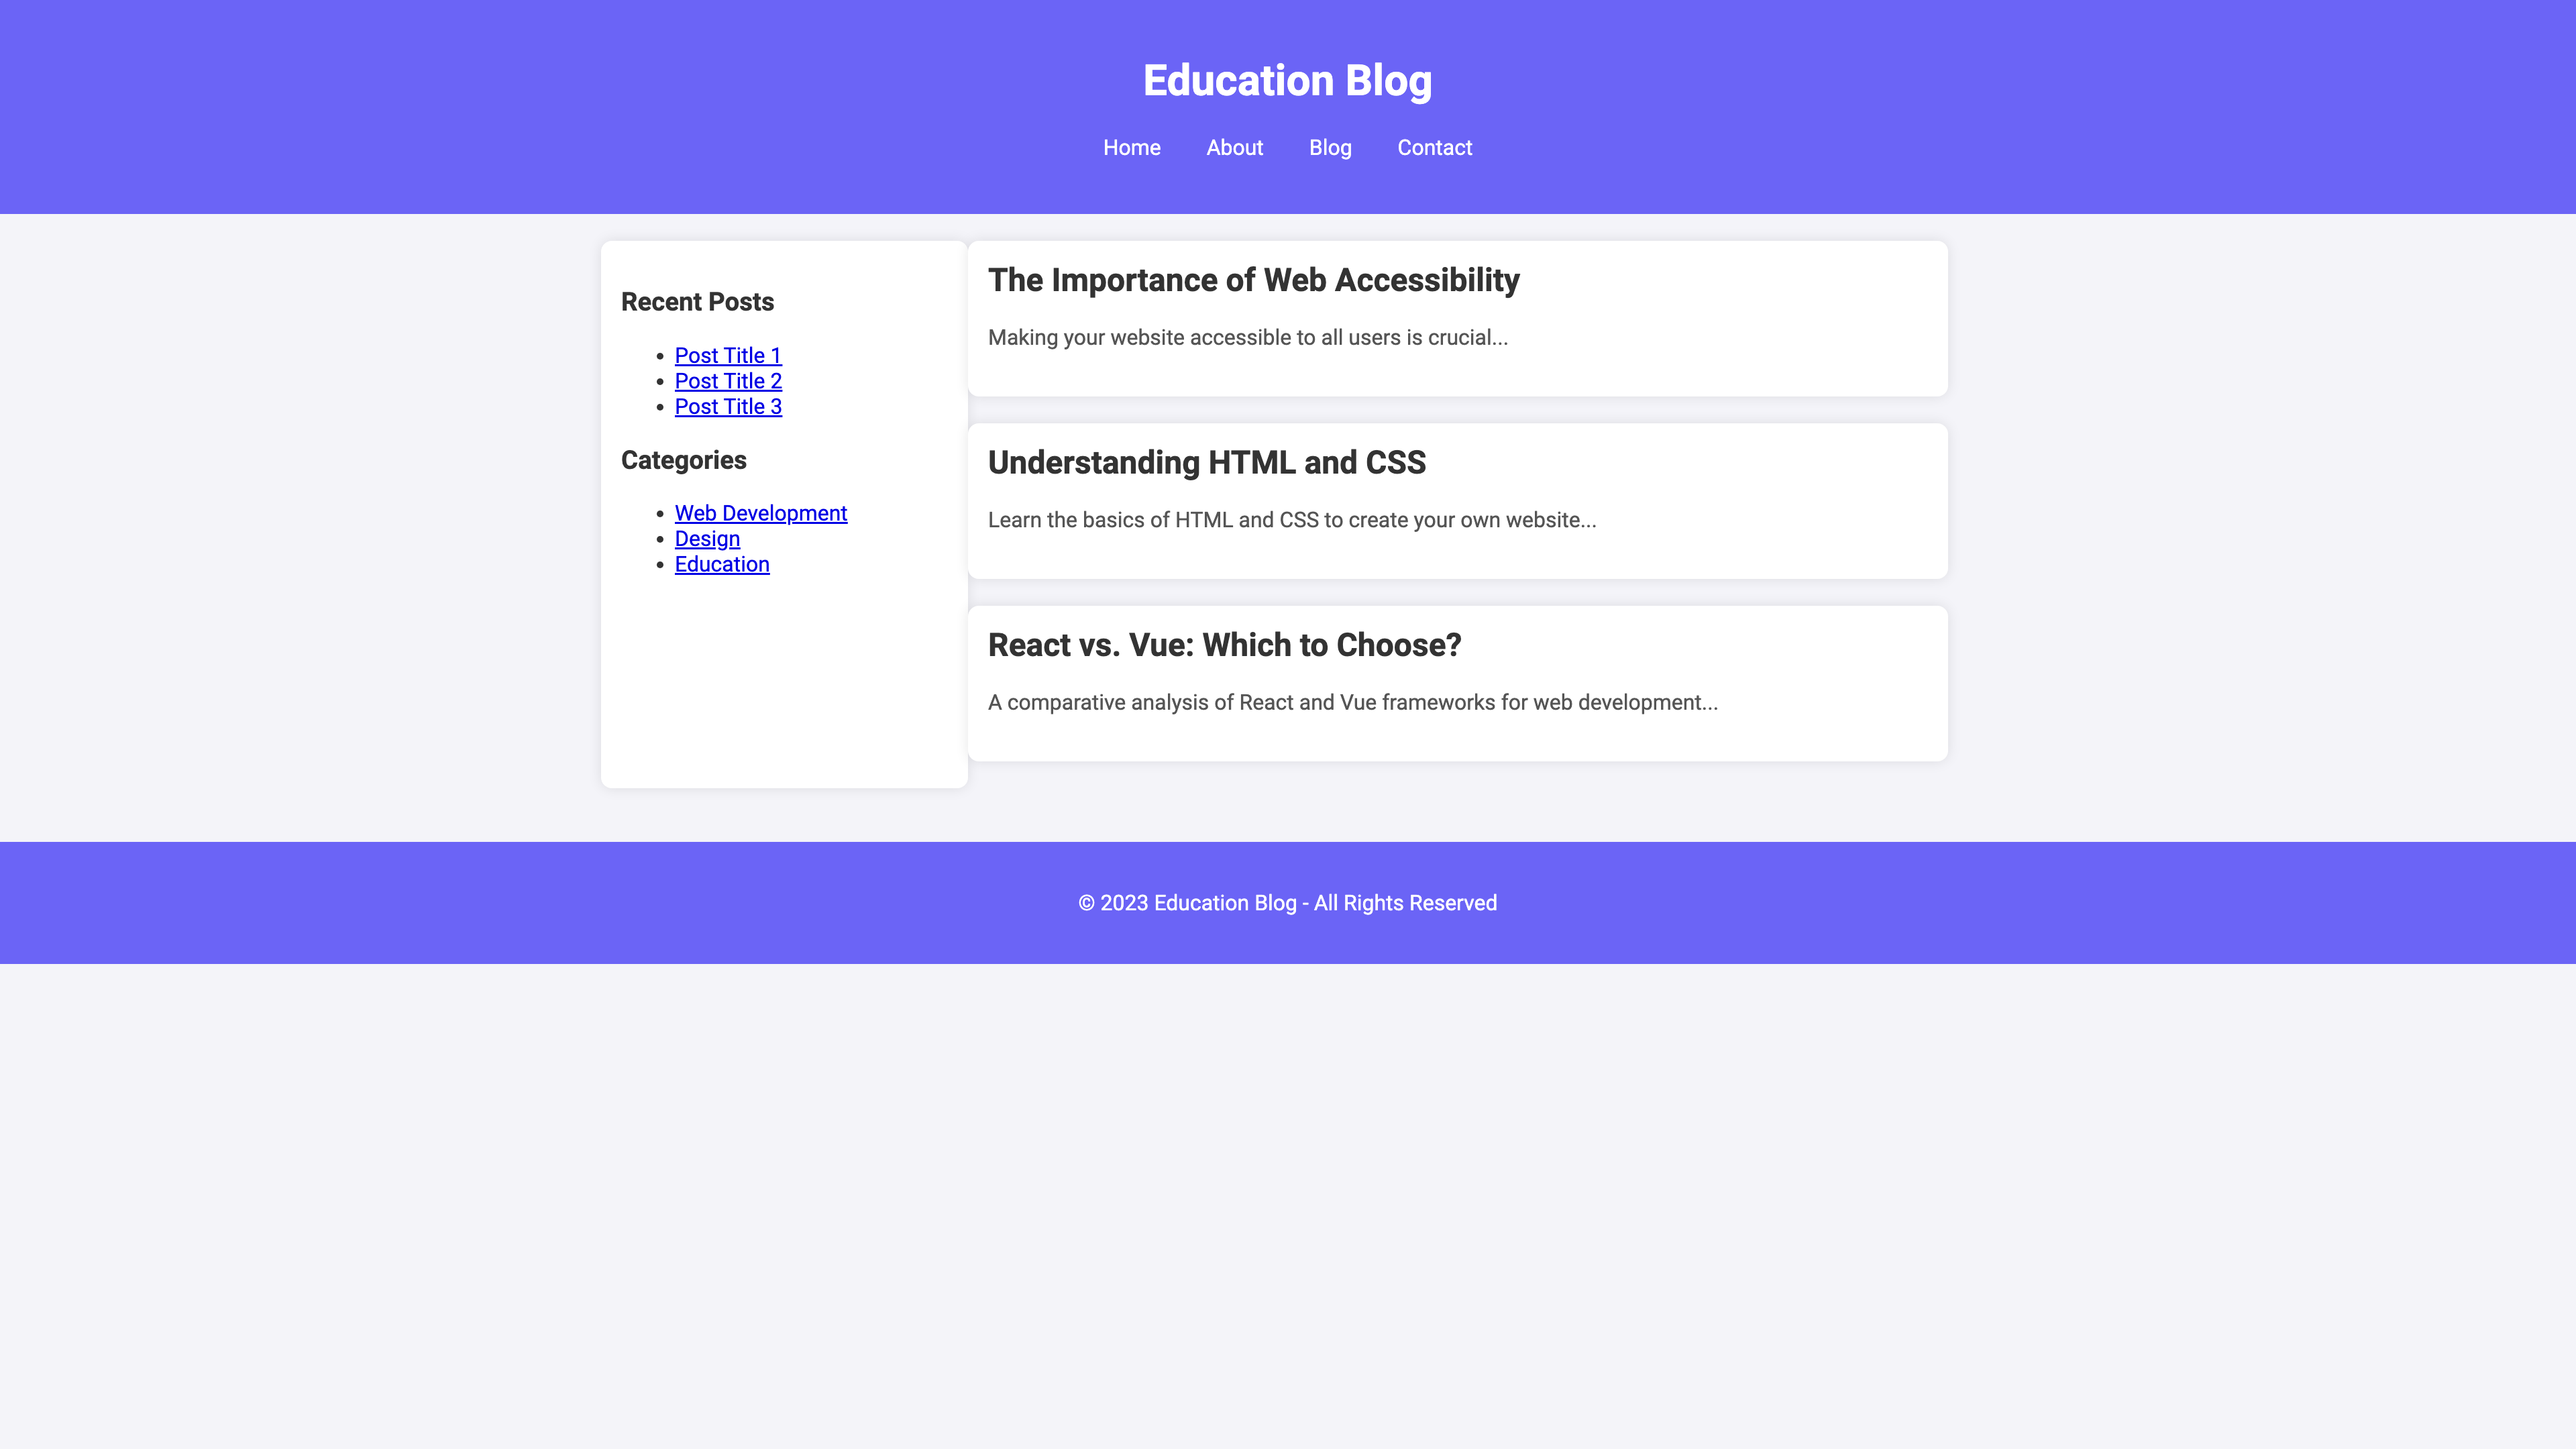 Education Blog
Home About Blog Contact
Recent Posts
Post Title 1
Post Title 2
Post Title 3
Categories
Web Development
Design
Education
The Importance of Web Accessibility
Making your website accessible to all users is crucial...
Understanding HTML and CSS
Learn the basics of HTML and CSS to create your own website...
React vs. Vue: Which to Choose?
A comparative analysis of React and Vue frameworks for web development...
© 2023 Education Blog - All Rights Reserved